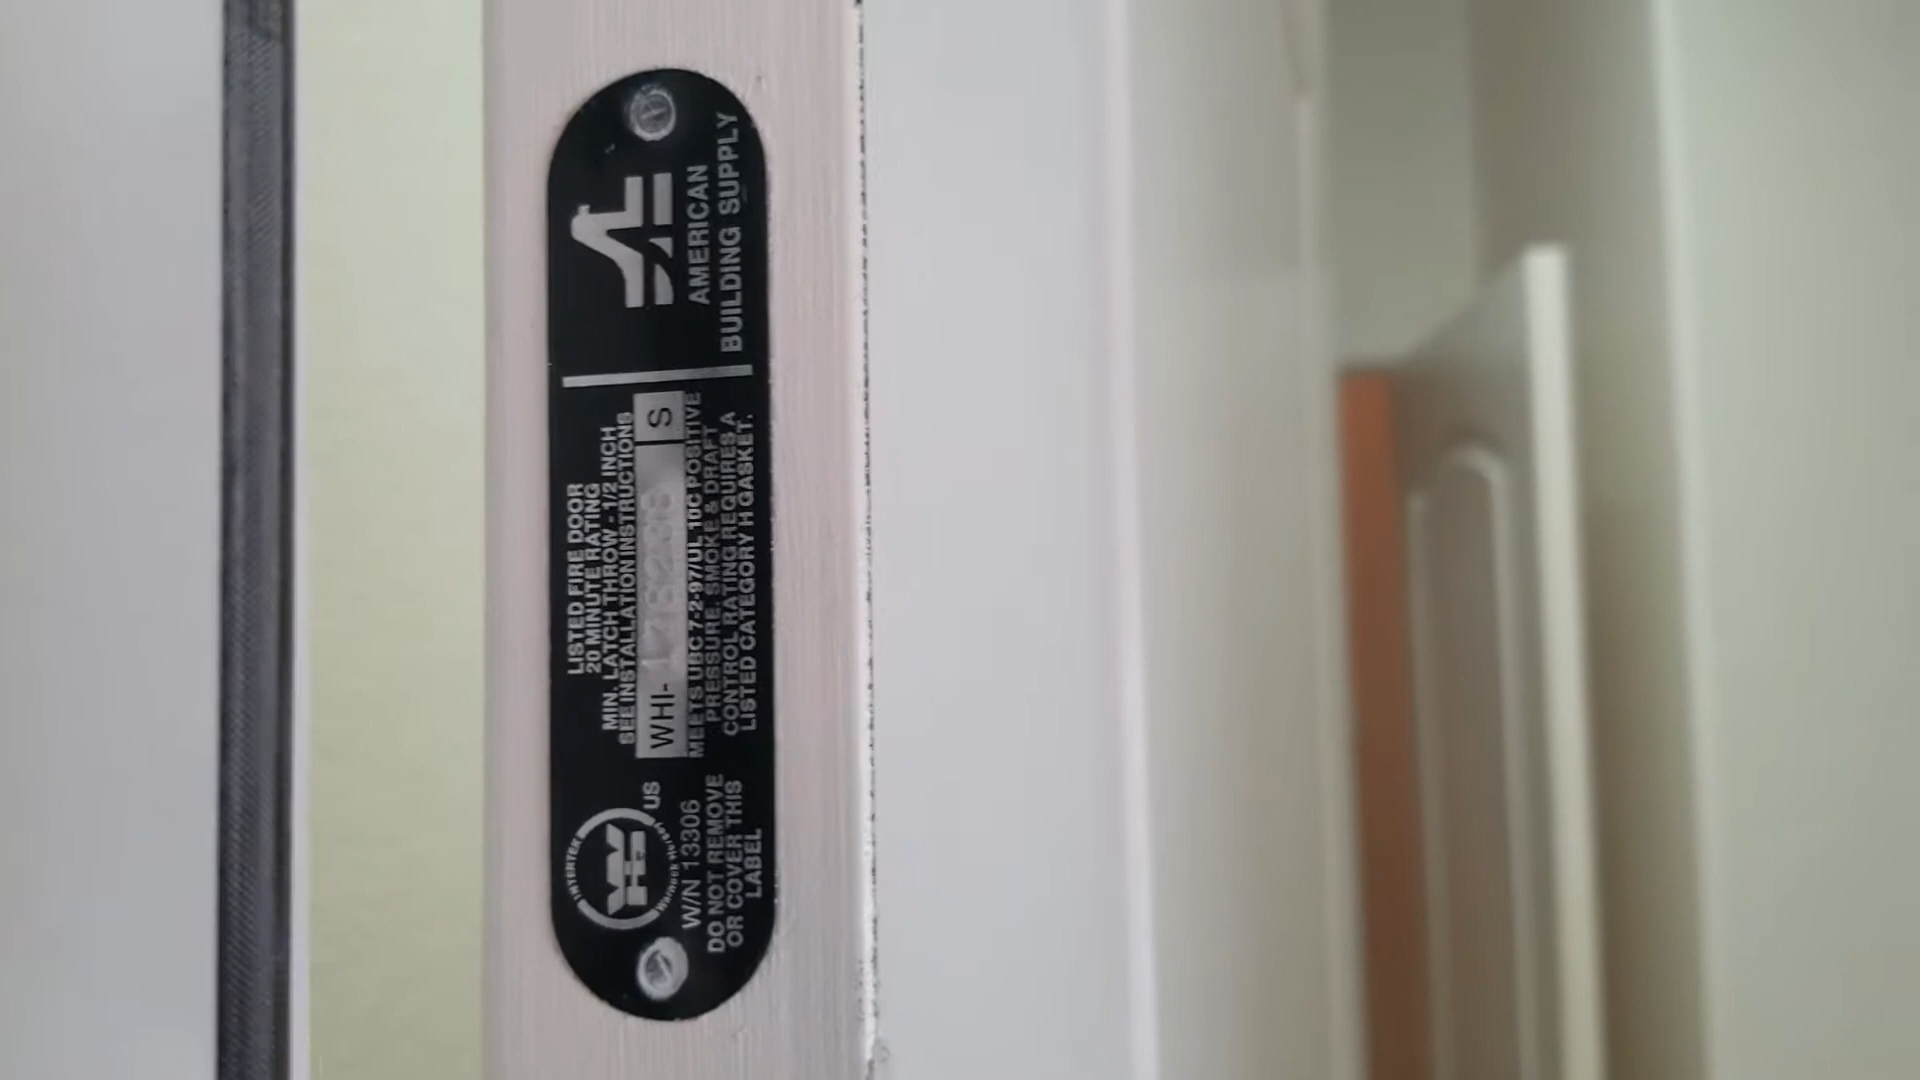 INTERTEK
US
W/N 13306
DO NOT REMOVE
OR COVER THIS
LABEL
LISTED FIRE DOOR
20 MINUTE RATING
MIN. LATCH THROW - 1/2 INCH
SEE INSTALLATION INSTRUCTIONS
WHI- S
MEETS UBC 7-2-97/UL 10C POSITIVE
PRESSURE. SMOKE & DRAFT
CONTROL RATING REQUIRES A
LISTED CATEGORY H GASKET.
AMERICAN
BUILDING SUPPLY